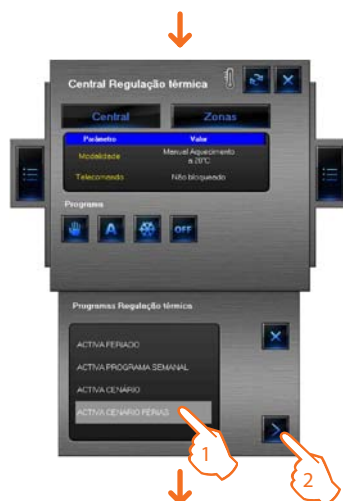 Central Regulação térmica
Central Zonas
Parâmetro Valor
Modalidade Manual Aquecimento
a 20°C
Telecomando Não bloqueado
Programa
A OFF
Programas Regulação térmica
ACTIVA FERIADO
ACTIVA PROGRAMA SEMANAL
ACTIVA CENÁRIO
ACTIVA CENÁRIO FÉRIAS
1
2